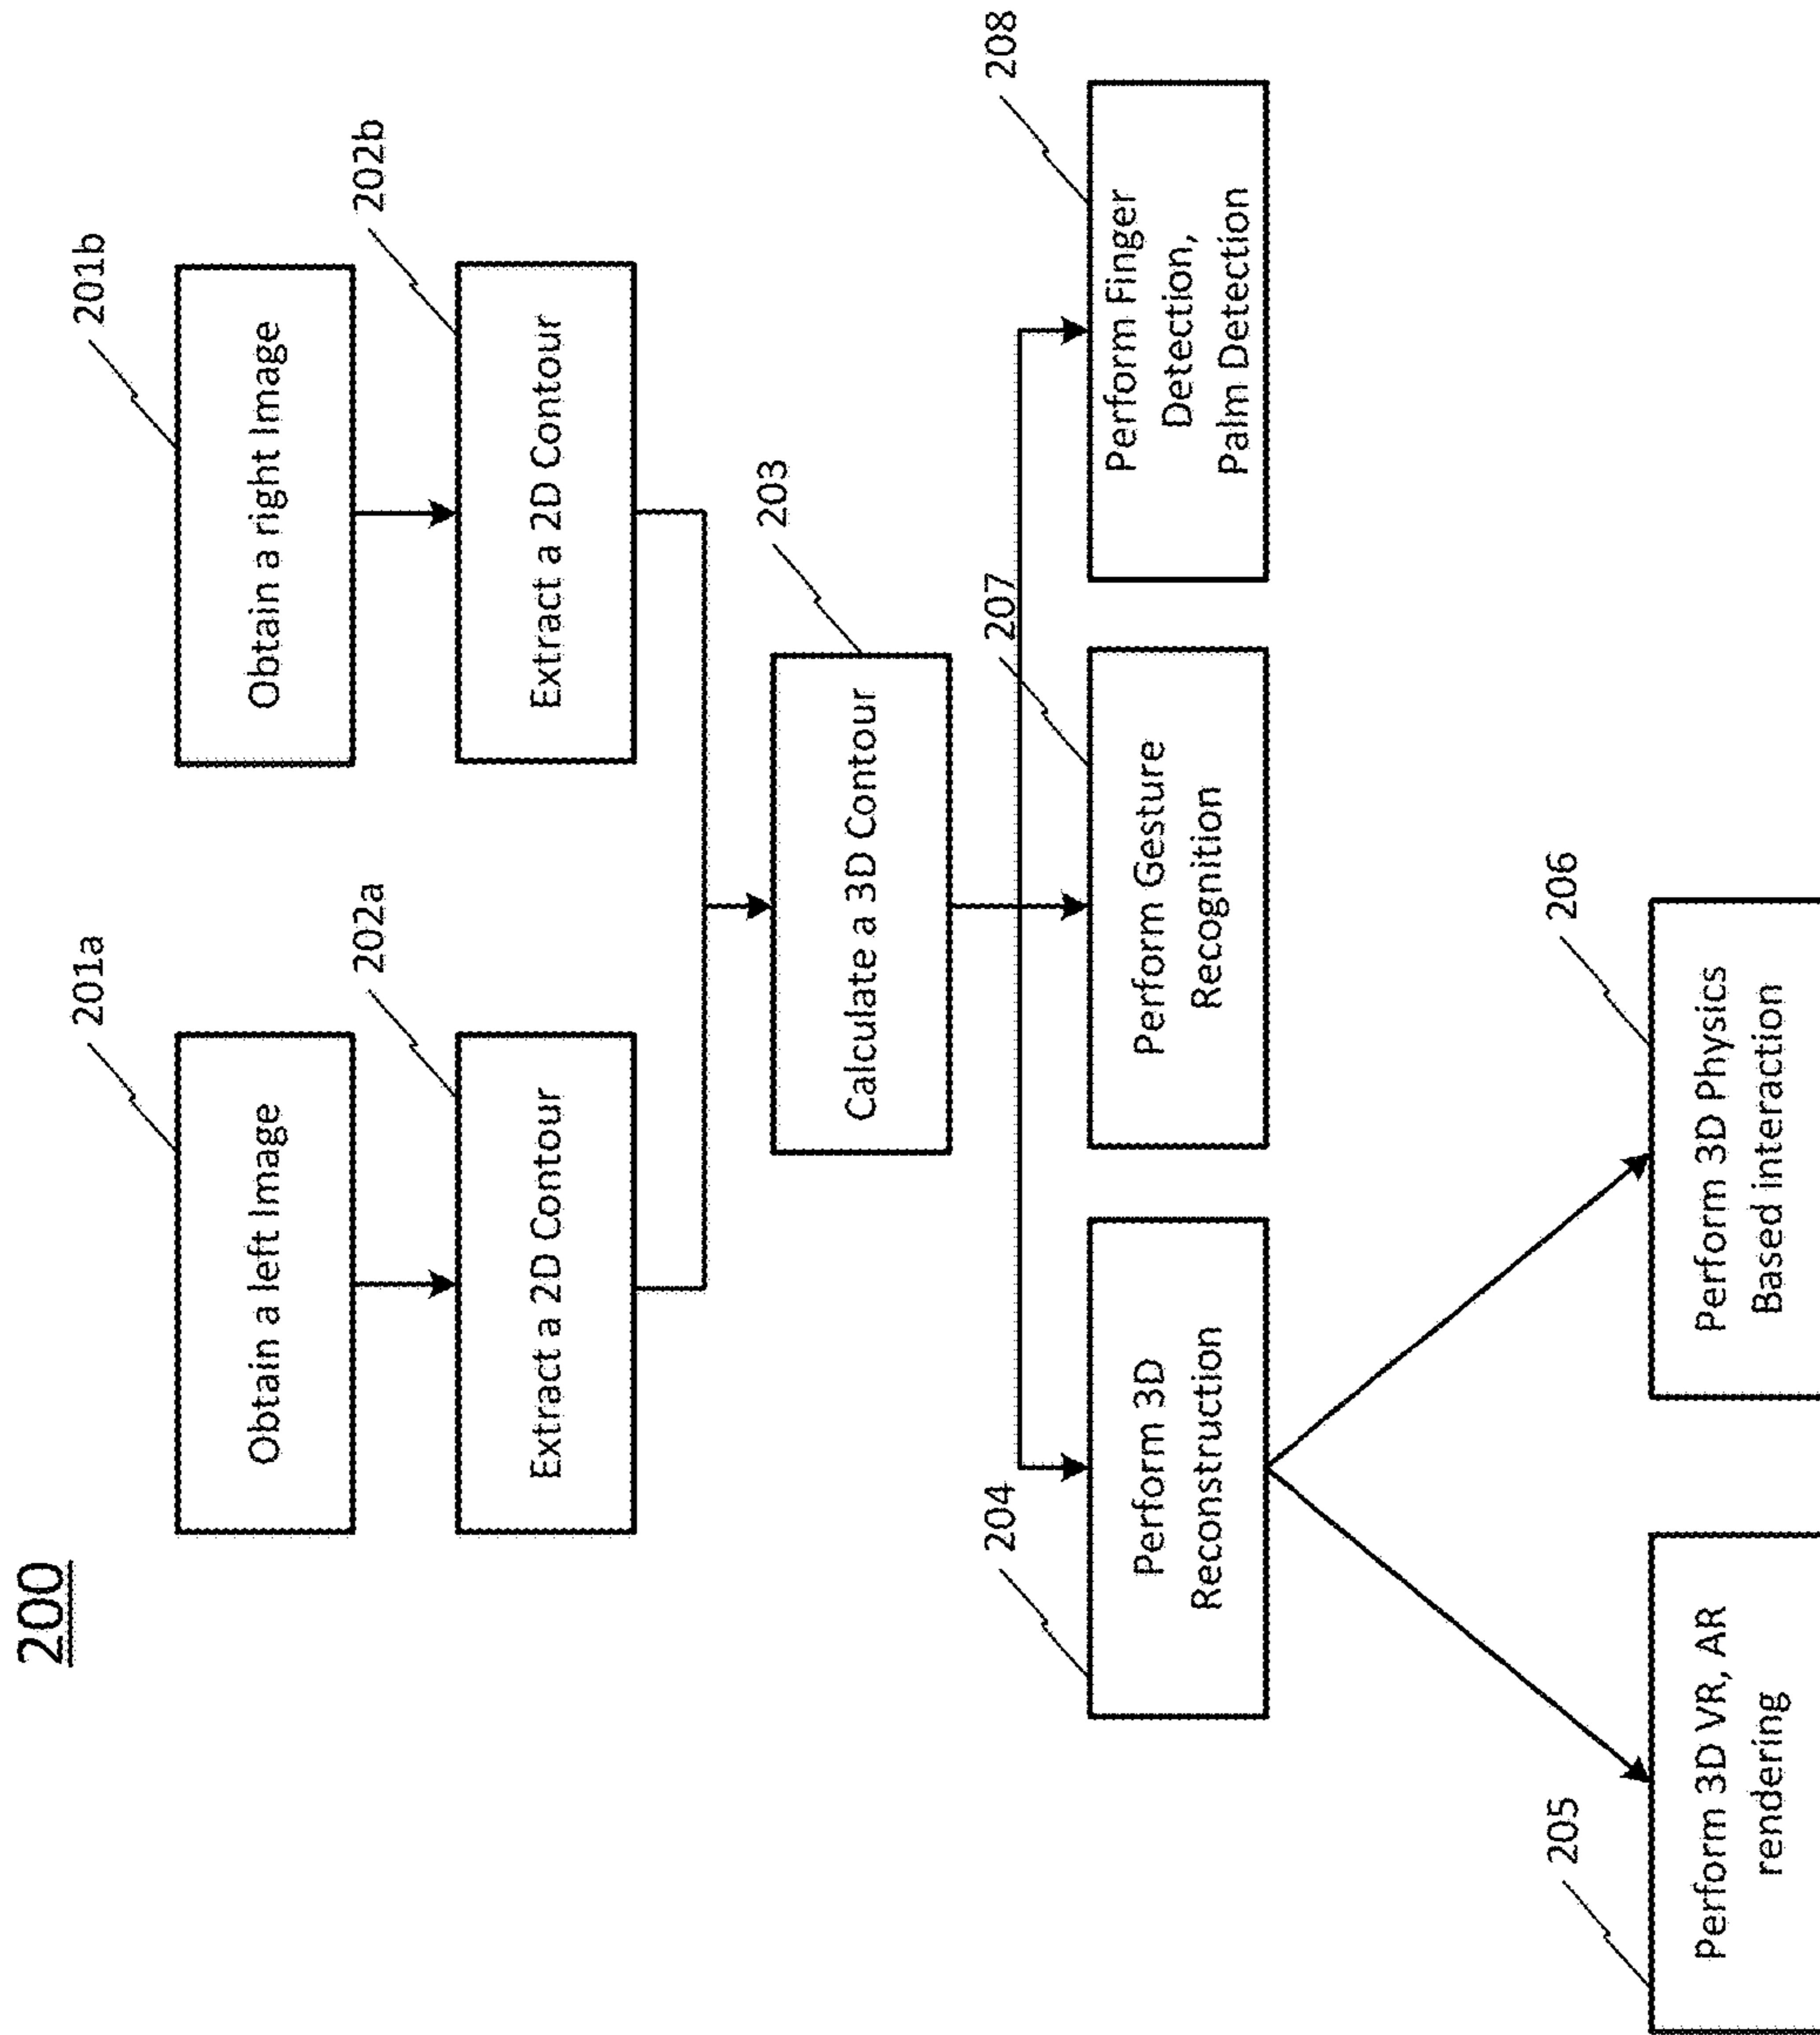 200
201a
Obtain a left Image
201b
Obtain a right Image
202a
Extract a 2D Contour
202b
Extract a 2D Contour
203
Calculate a 3D Contour
204
Perform 3D
Reconstruction
207
Perform Gesture
Recognition
208
Perform Finger
Detection,
Palm Detection
205
Perform 3D VR, AR
rendering
206
Perform 3D Physics
Based interaction